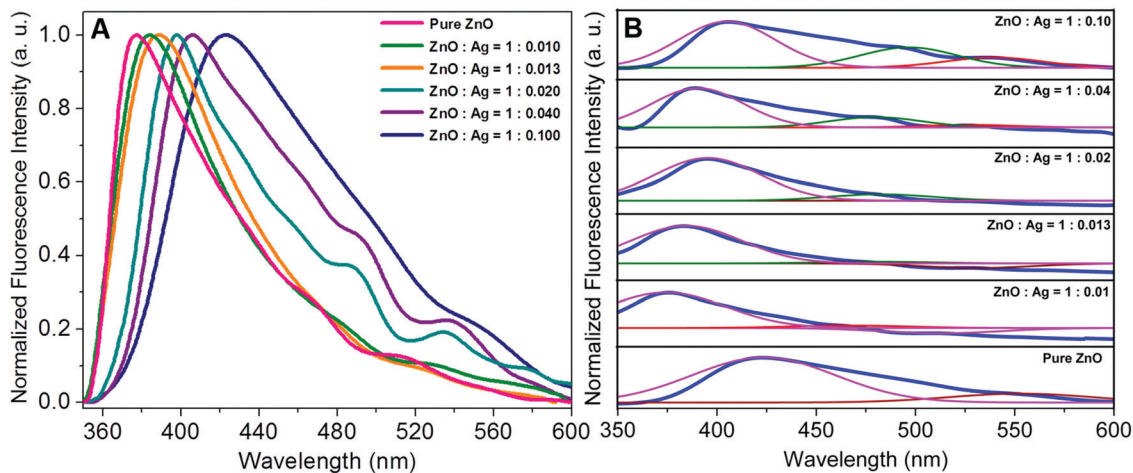 A
Pure ZnO
ZnO : Ag = 1 : 0.010
ZnO : Ag = 1 : 0.013
ZnO : Ag = 1 : 0.020
ZnO : Ag = 1 : 0.040
ZnO : Ag = 1 : 0.100
Normalized Fluorescence Intensity (a. u.)
1.0
0.8
0.6
0.4
0.2
0.0
360 400 440 480 520 560 600
Wavelength (nm)
B
ZnO : Ag = 1 : 0.10
ZnO : Ag = 1 : 0.04
ZnO : Ag = 1 : 0.02
ZnO : Ag = 1 : 0.013
ZnO : Ag = 1 : 0.01
Pure ZnO
Normalized Fluorescence Intensity (a. u.)
350 400 450 500 550 600
Wavelength (nm)